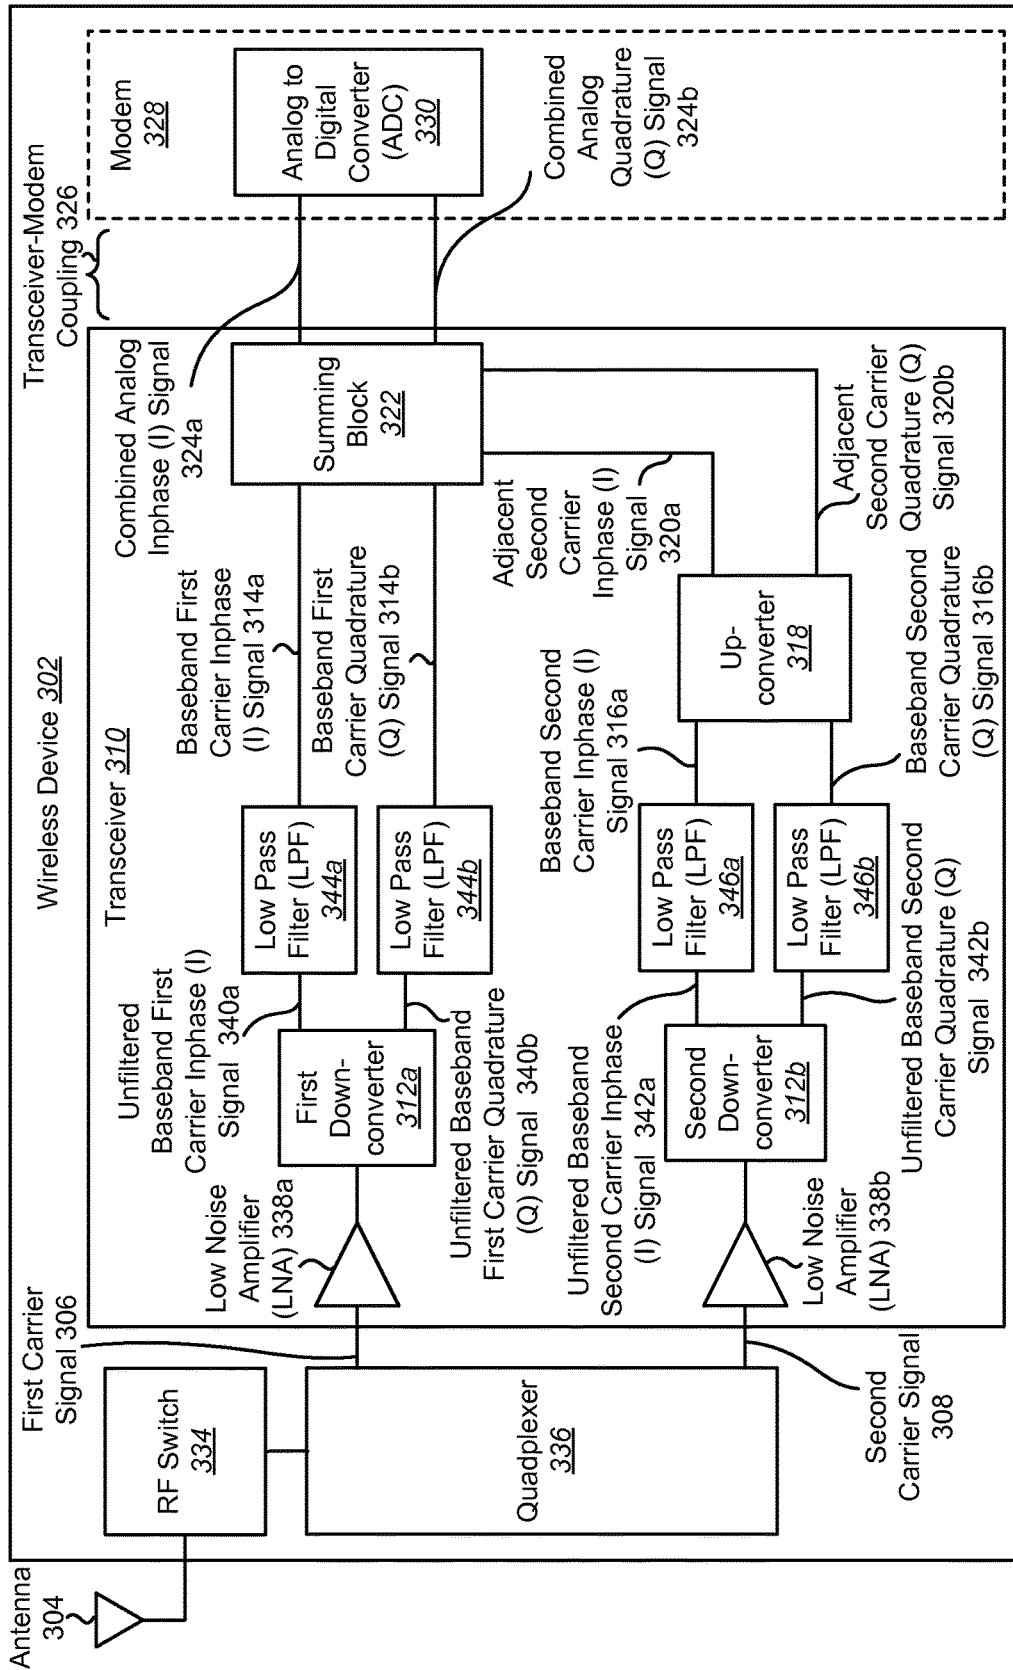 Wireless Device 302
Antenna
304
RF Switch
334
First Carrier
Signal 306
Quadplexer
336
Second
Carrier Signal
308
Transceiver 310
Low Noise
Amplifier
(LNA) 338a
First
Down-
converter
312a
Unfiltered
Baseband First
Carrier Inphase (I)
Signal 340a
Unfiltered Baseband
First Carrier Quadrature
(Q) Signal 340b
Low Pass
Filter (LPF)
344a
Low Pass
Filter (LPF)
344b
Baseband First
Carrier Inphase
(I) Signal 314a
Baseband First
Carrier Quadrature
(Q) Signal 314b
Summing
Block
322
Combined Analog
Inphase (I) Signal
324a
Transceiver-Modem
Coupling 326
Modem
328
Analog to
Digital
Converter
(ADC)
330
Combined
Analog
Quadrature
(Q) Signal
324b
Low Noise
Amplifier
(LNA) 338b
Second
Down-
converter
312b
Unfiltered Baseband
Second Carrier Inphase
(I) Signal 342a
Unfiltered Baseband Second
Carrier Quadrature (Q)
Signal 342b
Low Pass
Filter (LPF)
346a
Low Pass
Filter (LPF)
346b
Baseband Second
Carrier Inphase (I)
Signal 316a
Baseband Second
Carrier Quadrature
(Q) Signal 316b
Up-
converter
318
Adjacent
Second
Carrier
Inphase (I)
Signal
320a
Adjacent
Second Carrier
Quadrature (Q)
Signal 320b